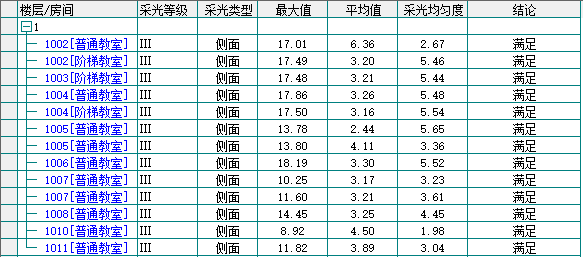 楼层/房间 采光等级 采光类型 最大值 平均值 采光均匀度 结论
1
1002[普通教室] III 侧面 17.01 6.36 2.67 满足
1002[阶梯教室] III 侧面 17.49 3.20 5.46 满足
1003[阶梯教室] III 侧面 17.48 3.21 5.44 满足
1004[普通教室] III 侧面 17.86 3.26 5.48 满足
1004[阶梯教室] III 侧面 17.50 3.16 5.54 满足
1005[普通教室] III 侧面 13.78 2.44 5.65 满足
1005[普通教室] III 侧面 13.80 4.11 3.36 满足
1006[普通教室] III 侧面 18.19 3.30 5.52 满足
1007[普通教室] III 侧面 10.25 3.17 3.23 满足
1007[普通教室] III 侧面 11.60 3.21 3.61 满足
1008[普通教室] III 侧面 14.45 3.25 4.45 满足
1010[普通教室] III 侧面 8.92 4.50 1.98 满足
1011[普通教室] III 侧面 11.82 3.89 3.04 满足